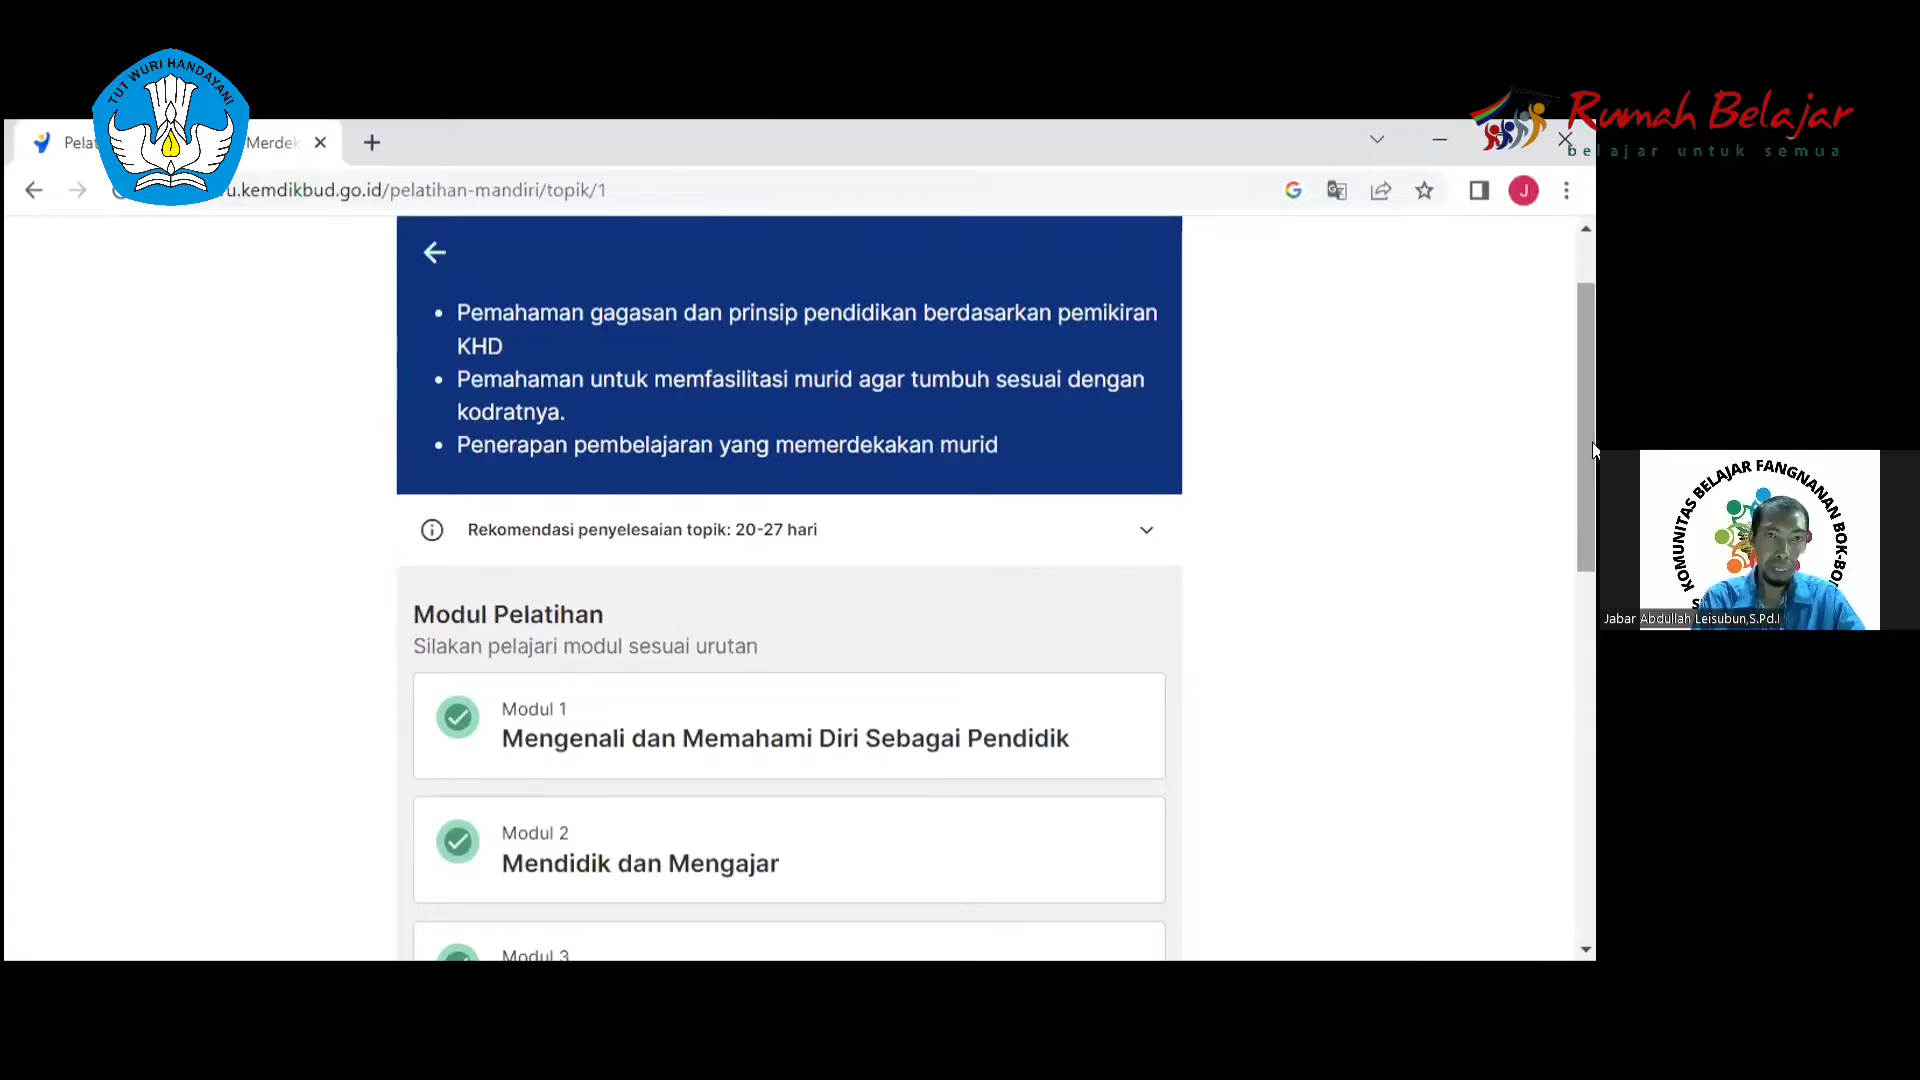 TUT WURI HANDAYANI
Rumah Belajar
belajar untuk semua
Merdek
u.kemdikbud.go.id/pelatihan-mandiri/topik/1
J
• Pemahaman gagasan dan prinsip pendidikan berdasarkan pemikiran
KHD
• Pemahaman untuk memfasilitasi murid agar tumbuh sesuai dengan
kodratnya.
• Penerapan pembelajaran yang memerdekakan murid
Rekomendasi penyelesaian topik: 20-27 hari
Modul Pelatihan
Silakan pelajari modul sesuai urutan
Modul 1
Mengenali dan Memahami Diri Sebagai Pendidik
Modul 2
Mendidik dan Mengajar
Modul 3
KOMUNITAS BELAJAR FANGNANAN BOK-BO
Jabar Abdullah Leisubun,S.Pd.I